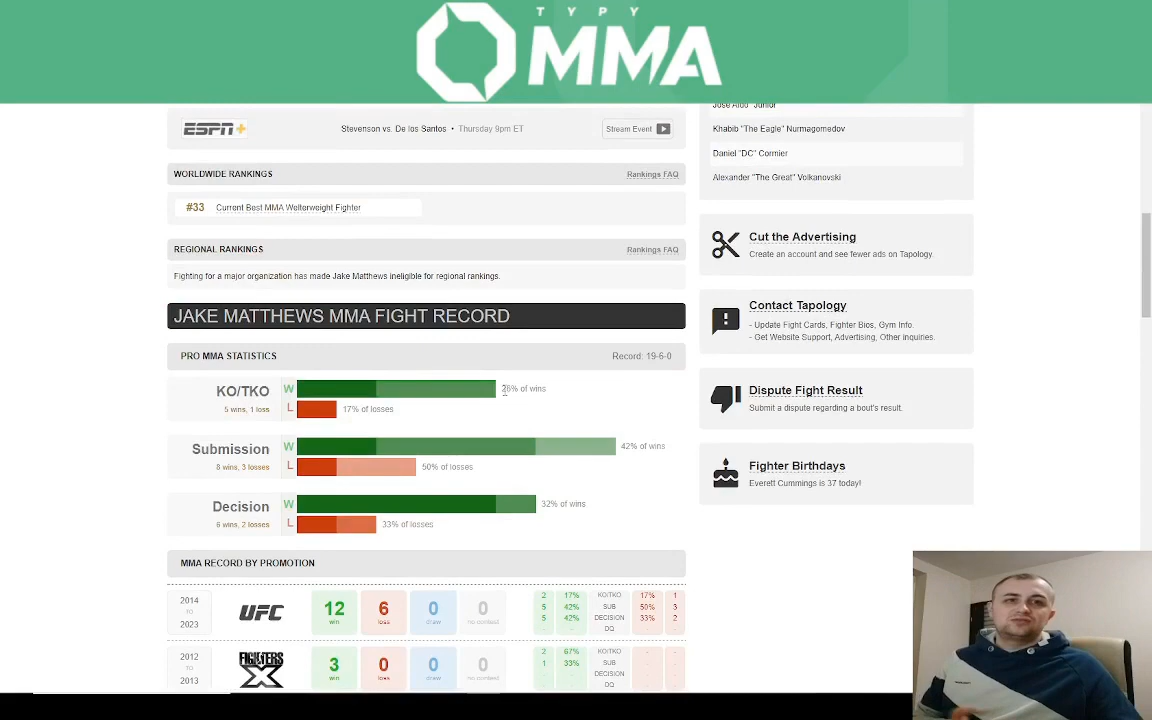 TYPY
MMA
ESPN+
Stevenson vs. De los Santos • Thursday 9pm ET
Stream Event
WORLDWIDE RANKINGS
Rankings FAQ
#33 Current Best MMA Welterweight Fighter
REGIONAL RANKINGS
Rankings FAQ
Fighting for a major organization has made Jake Matthews ineligible for regional rankings.
JAKE MATTHEWS MMA FIGHT RECORD
PRO MMA STATISTICS
Record: 19-6-0
KO/TKO
5 wins, 1 loss
W 26% of wins
L 17% of losses
Submission
8 wins, 3 losses
W 42% of wins
L 50% of losses
Decision
6 wins, 2 losses
W 32% of wins
L 33% of losses
MMA RECORD BY PROMOTION
2014
TO
2023
UFC
12
win
6
loss
0
draw
0
no contest
2 17% KO/TKO 17% 1
5 42% SUB 50% 3
5 42% DECISION 33% 2
- - DQ - -
2012
TO
2013
FIGHTERS
X
3
win
0
loss
0
draw
0
no contest
2 67% KO/TKO - -
1 33% SUB - -
- - DECISION - -
- - DQ - -
Jose Aldo "Junior"
Khabib "The Eagle" Nurmagomedov
Daniel "DC" Cormier
Alexander "The Great" Volkanovski
Cut the Advertising
Create an account and see fewer ads on Tapology.
Contact Tapology
- Update Fight Cards, Fighter Bios, Gym Info.
- Get Website Support, Advertising, Other Inquiries.
Dispute Fight Result
Submit a dispute regarding a bout's result.
Fighter Birthdays
Everett Cummings is 37 today!